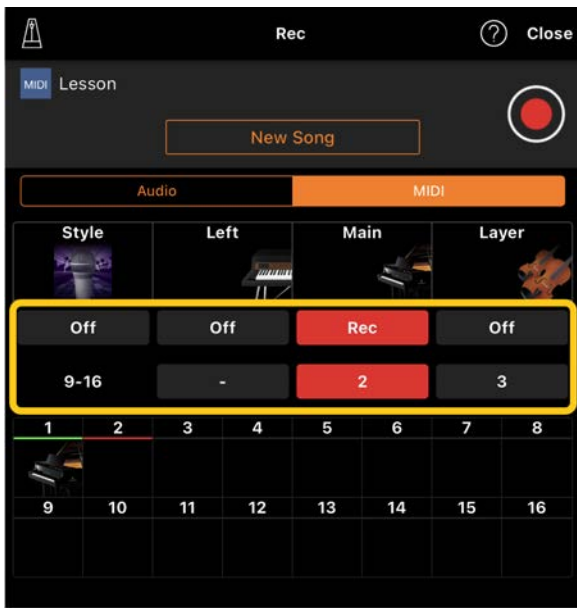 Rec
? Close
MIDI Lesson
New Song
Audio MIDI
Style Left Main Layer
Off Off Rec Off
9-16 - 2 3
1 2 3 4 5 6 7 8
9 10 11 12 13 14 15 16